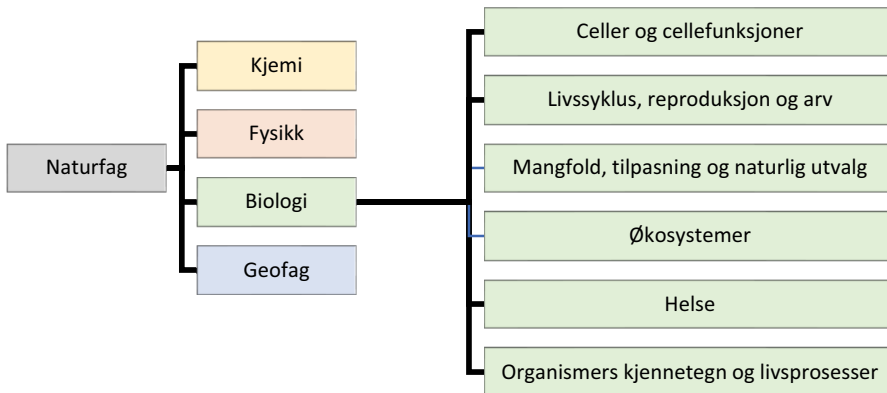 Naturfag
Kjemi
Fysikk
Biologi
Geofag
Celler og cellefunksjoner
Livssyklus, reproduksjon og arv
Mangfold, tilpasning og naturlig utvalg
Økosystemer
Helse
Organismers kjennetegn og livsprosesser